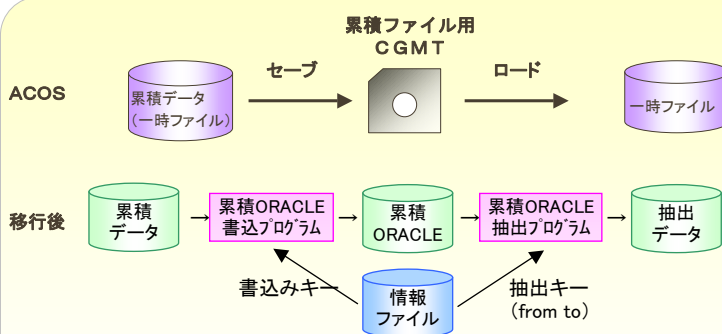 累積ファイル用
CGMT
セーブ
ロード
ACOS
累積データ
(一時ファイル)
一時ファイル
移行後
累積
データ
累積ORACLE
書込プログラム
累積
ORACLE
累積ORACLE
抽出プログラム
抽出
データ
書込みキー
情報
ファイル
抽出キー
(from to)